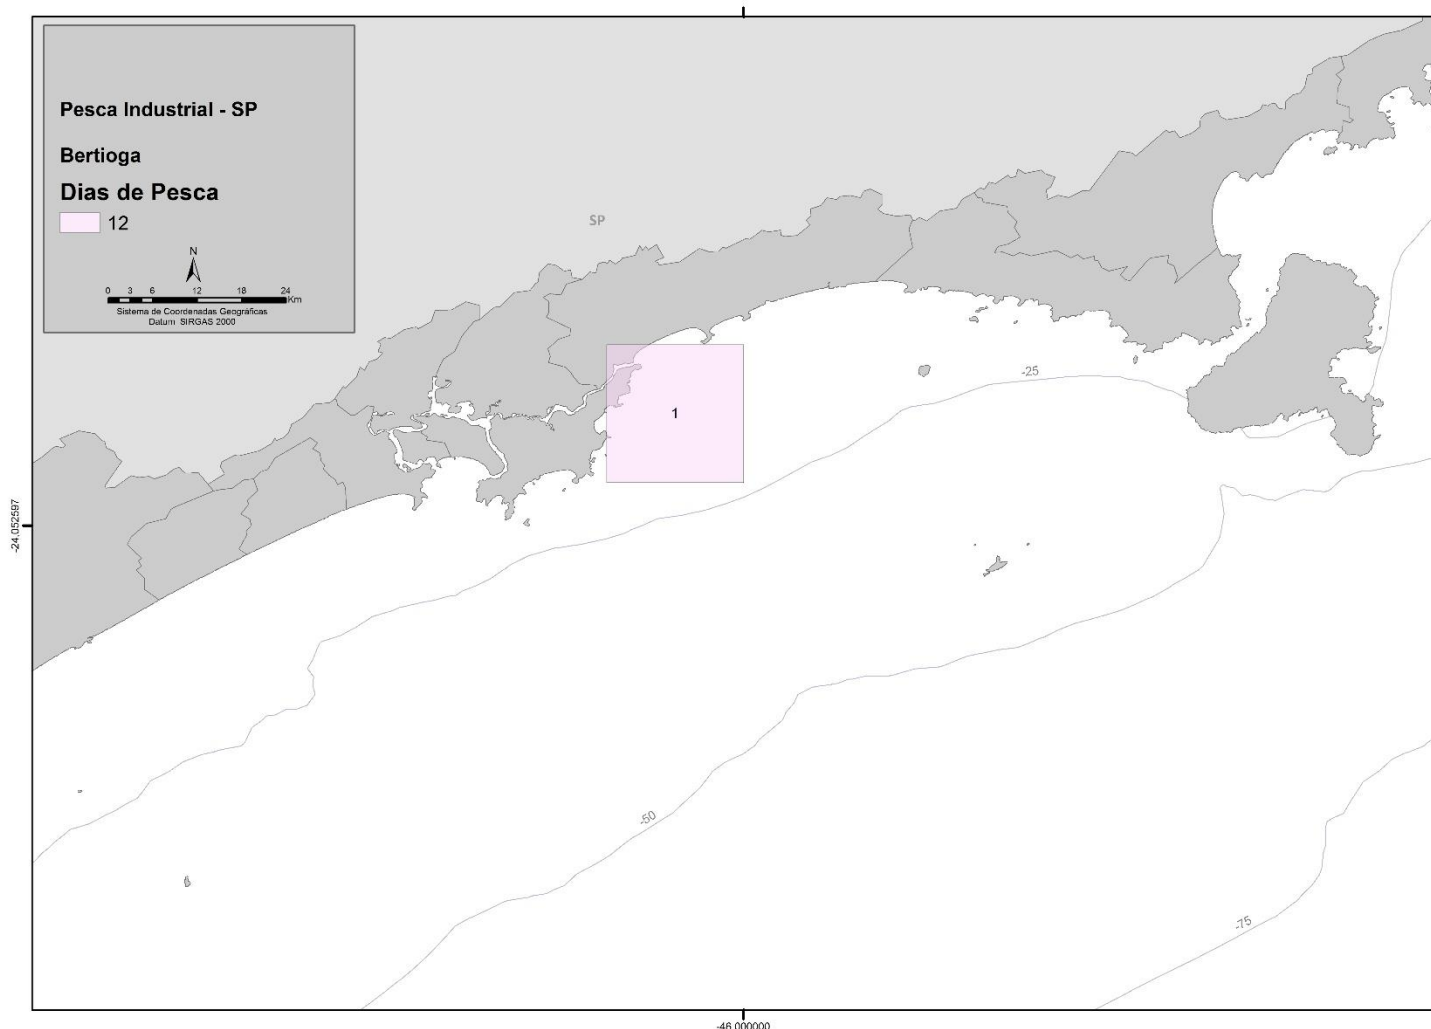 Pesca Industrial - SP
Bertioga
Dias de Pesca
12
N
0 3 6 12 18 24
Km
Sistema de Coordenadas Geográficas
Datum SIRGAS 2000
SP
-25
1
-24,052597
-50
-75
-46,000000